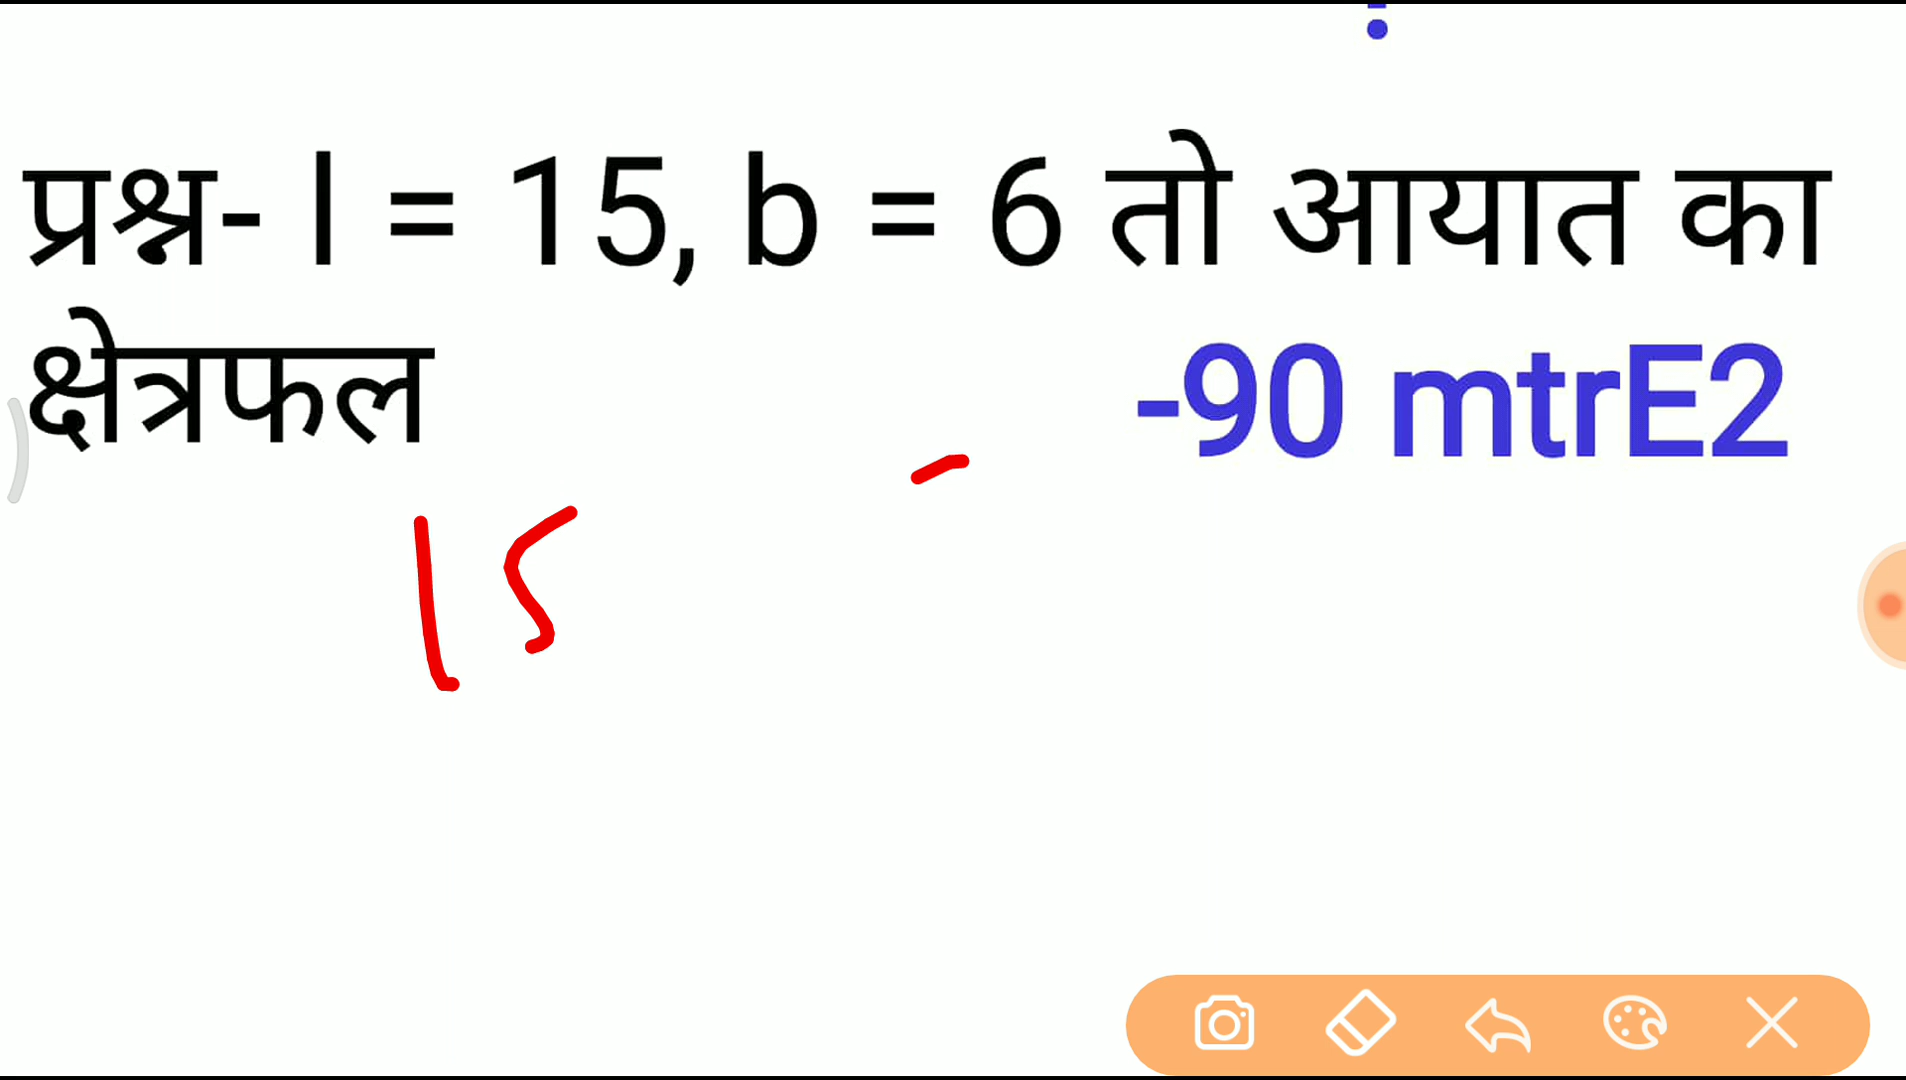 प्रश्न- l = 15, b = 6 तो आयात का
क्षेत्रफल -90 mtrE2
15